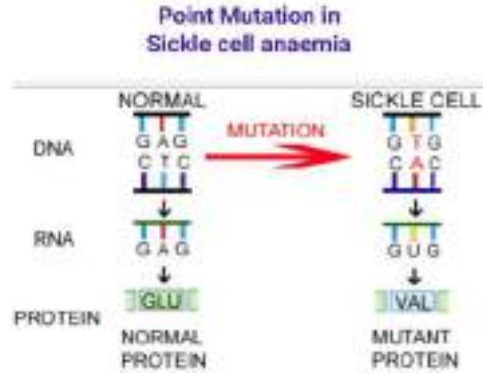 Point Mutation in
Sickle cell anaemia
NORMAL
SICKLE CELL
MUTATION
DNA
G A G
C T C
G T G
C A C
RNA
G A G
G U G
PROTEIN
GLU
VAL
NORMAL
PROTEIN
MUTANT
PROTEIN